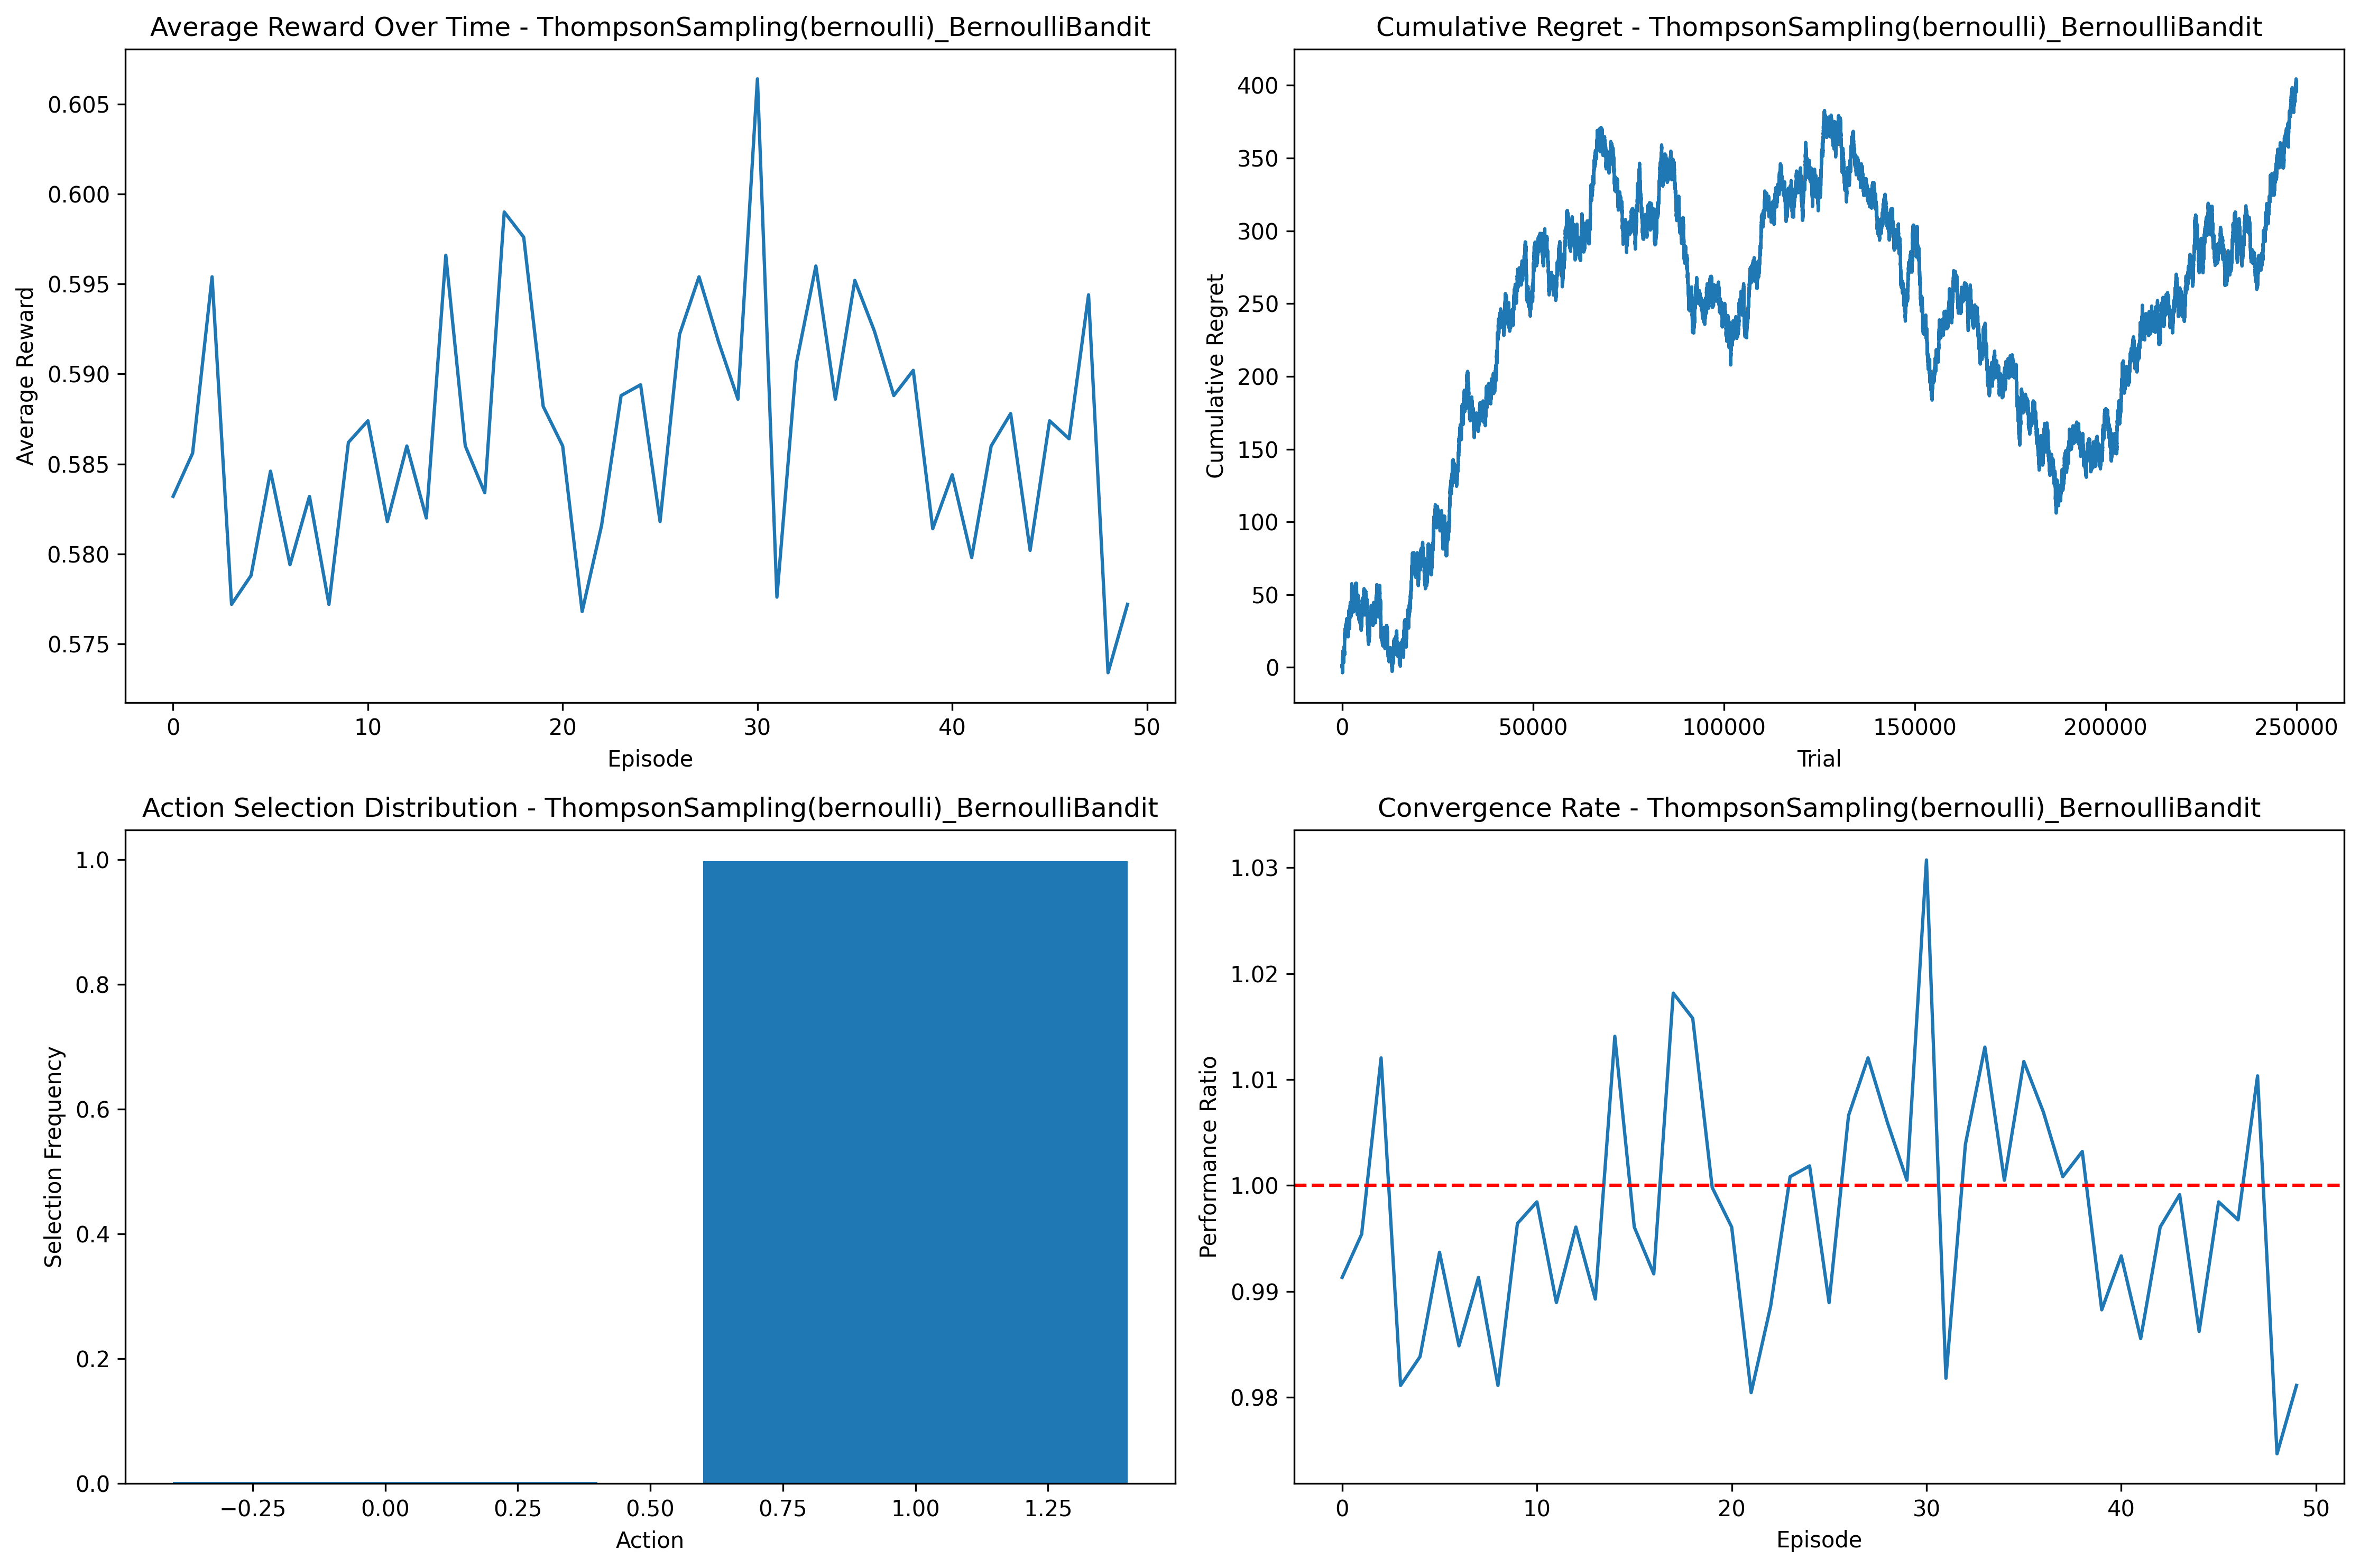 Average Reward Over Time - ThompsonSampling(bernoulli)_BernoulliBandit
0.605
0.600
0.595
0.590
0.585
0.580
0.575
Average Reward
0 10 20 30 40 50
Episode
Cumulative Regret - ThompsonSampling(bernoulli)_BernoulliBandit
400
350
300
250
200
150
100
50
0
Cumulative Regret
0 50000 100000 150000 200000 250000
Trial
Action Selection Distribution - ThompsonSampling(bernoulli)_BernoulliBandit
1.0
0.8
0.6
0.4
0.2
0.0
Selection Frequency
−0.25 0.00 0.25 0.50 0.75 1.00 1.25
Action
Convergence Rate - ThompsonSampling(bernoulli)_BernoulliBandit
1.03
1.02
1.01
1.00
0.99
0.98
Performance Ratio
0 10 20 30 40 50
Episode